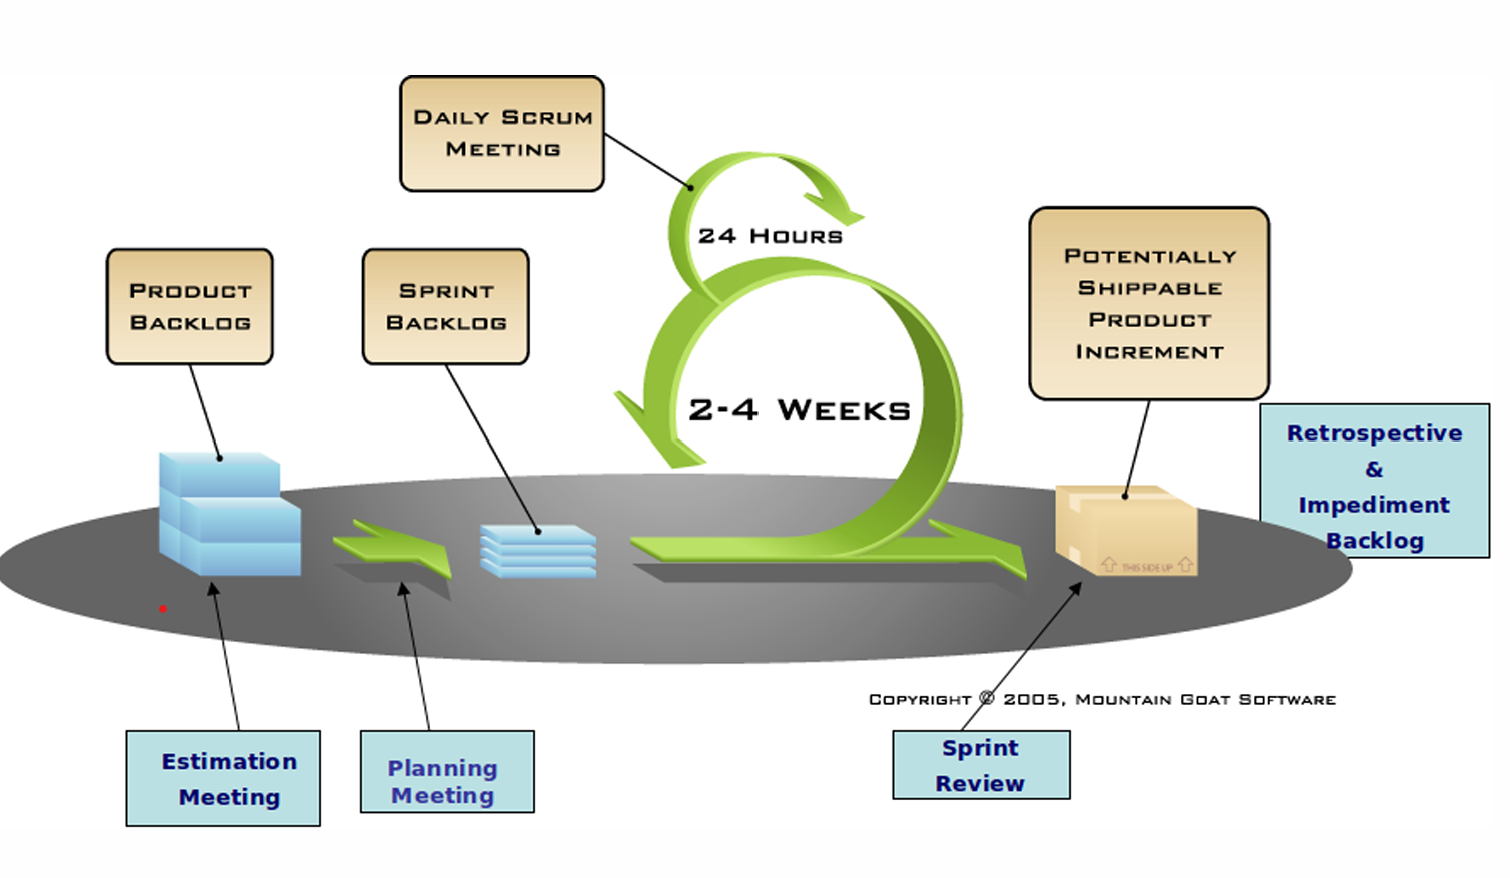 DAILY SCRUM
MEETING
24 HOURS
PRODUCT
BACKLOG
SPRINT
BACKLOG
POTENTIALLY
SHIPPABLE
PRODUCT
INCREMENT
2-4 WEEKS
Retrospective
&
Impediment
Backlog
THIS SIDE UP
COPYRIGHT © 2005, MOUNTAIN GOAT SOFTWARE
Estimation
Meeting
Planning
Meeting
Sprint
Review